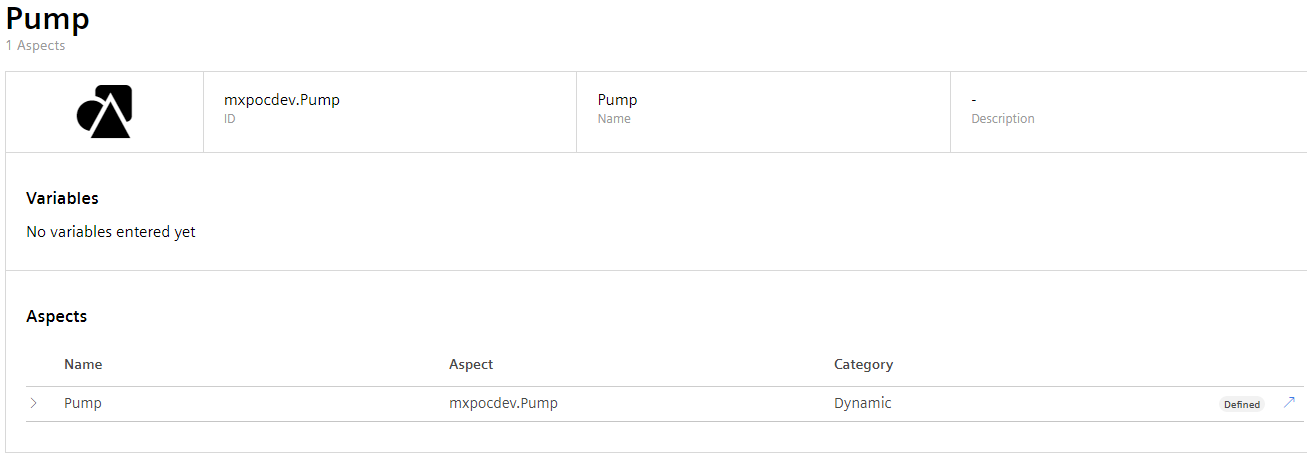 Pump
1 Aspects
mxpocdev.Pump Pump -
ID Name Description
Variables
No variables entered yet
Aspects
Name Aspect Category
Pump mxpocdev.Pump Dynamic Defined